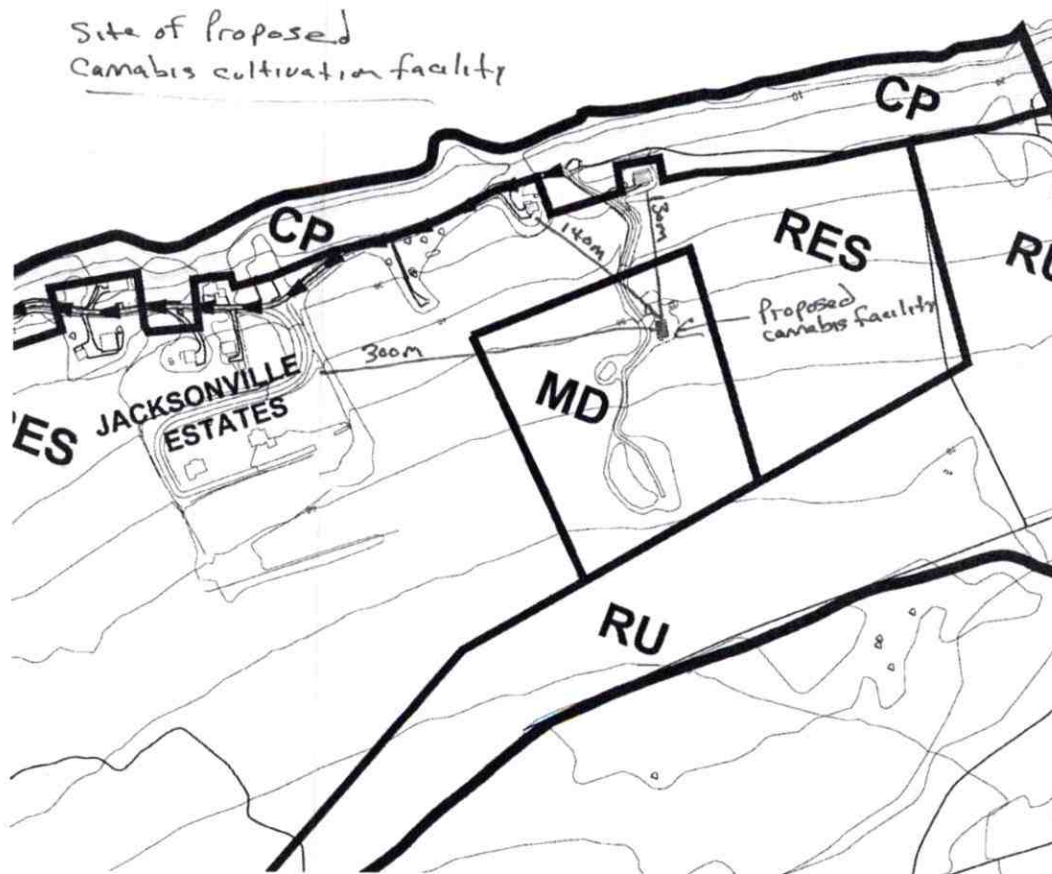 Site of Proposed
Cannabis cultivation facility
CP
CP
RES
RU
140m
130m
Proposed
cannabis facility
300m
JACKSONVILLE
ESTATES
MD
ES
RU